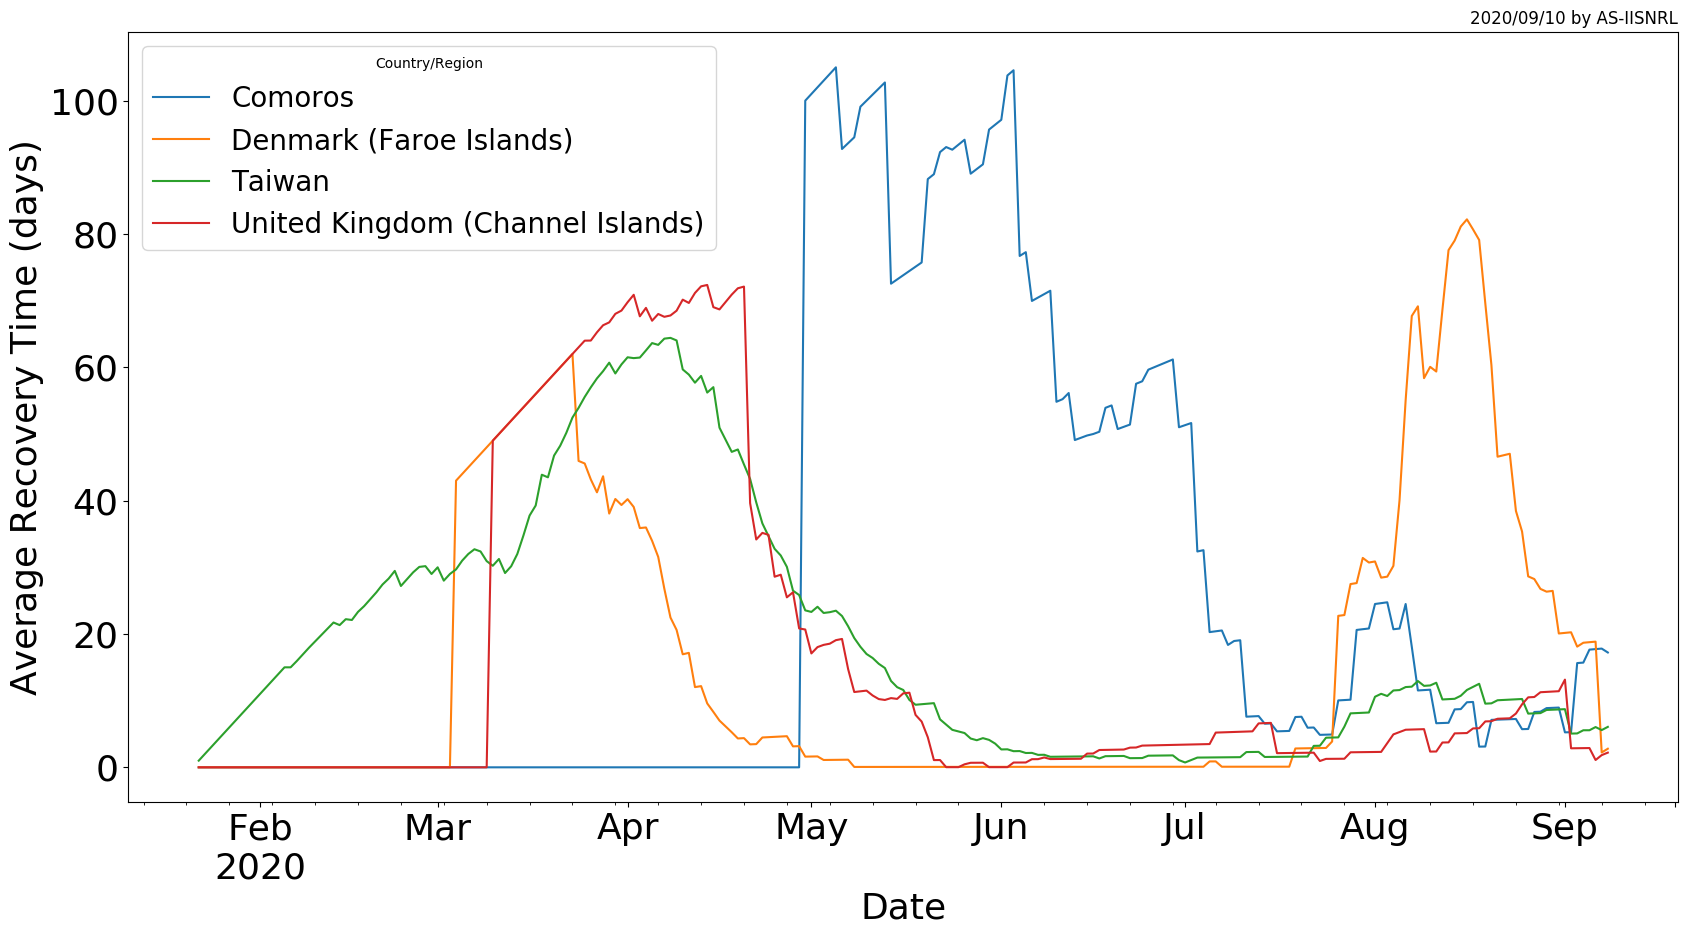 2020/09/10 by AS-IISNRL
Country/Region
Comoros
Denmark (Faroe Islands)
Taiwan
United Kingdom (Channel Islands)
Average Recovery Time (days)
100
80
60
40
20
0
Feb Mar Apr May Jun Jul Aug Sep
2020
Date